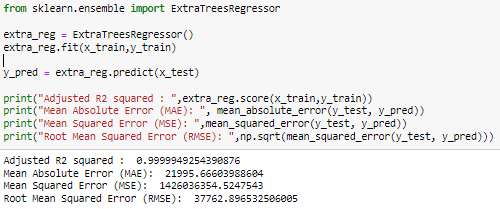 from sklearn.ensemble import ExtraTreesRegressor
extra_reg = ExtraTreesRegressor()
extra_reg.fit(x_train,y_train)
y_pred = extra_reg.predict(x_test)
print("Adjusted R2 squared : ",extra_reg.score(x_train,y_train))
print("Mean Absolute Error (MAE): ", mean_absolute_error(y_test, y_pred))
print("Mean Squared Error (MSE): ",mean_squared_error(y_test, y_pred))
print("Root Mean Squared Error (RMSE): ",np.sqrt(mean_squared_error(y_test, y_pred)))
Adjusted R2 squared :  0.9999949254390876
Mean Absolute Error (MAE):  21995.66603988604
Mean Squared Error (MSE):  1426036354.5247543
Root Mean Squared Error (RMSE):  37762.896532506005